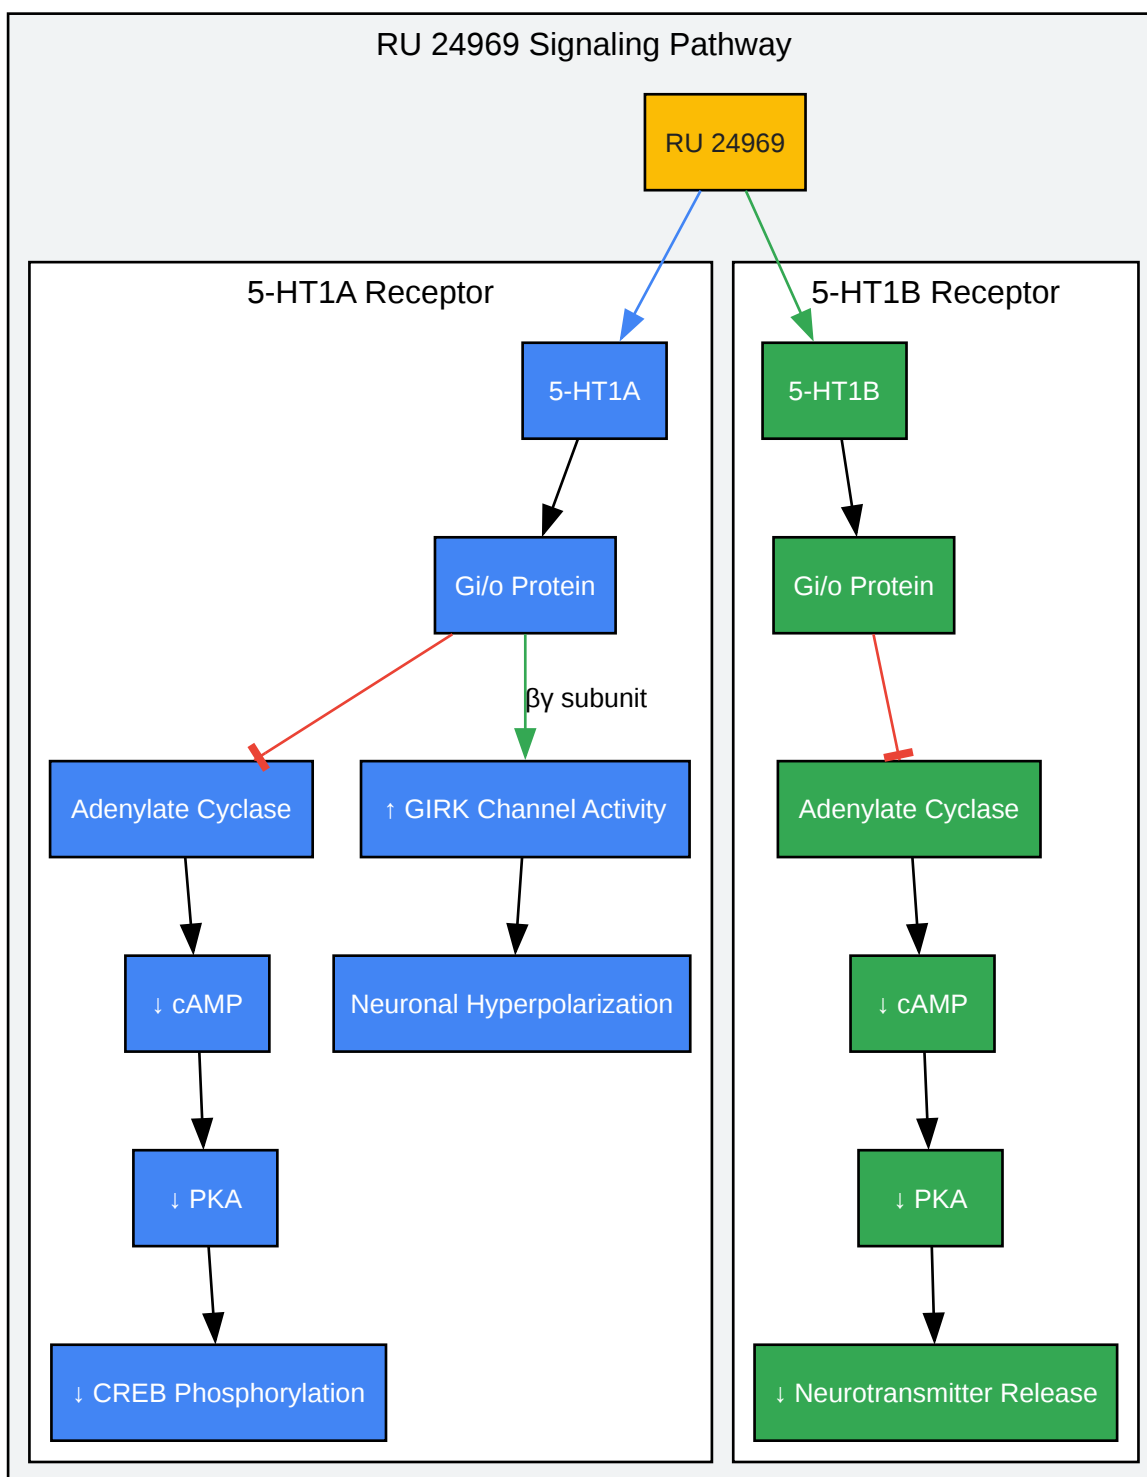 RU 24969 Signaling Pathway
RU 24969
5-HT1A Receptor
5-HT1A
Gi/o Protein
βγ subunit
Adenylate Cyclase
↑ GIRK Channel Activity
↓ cAMP
Neuronal Hyperpolarization
↓ PKA
↓ CREB Phosphorylation
5-HT1B Receptor
5-HT1B
Gi/o Protein
Adenylate Cyclase
↓ cAMP
↓ PKA
↓ Neurotransmitter Release